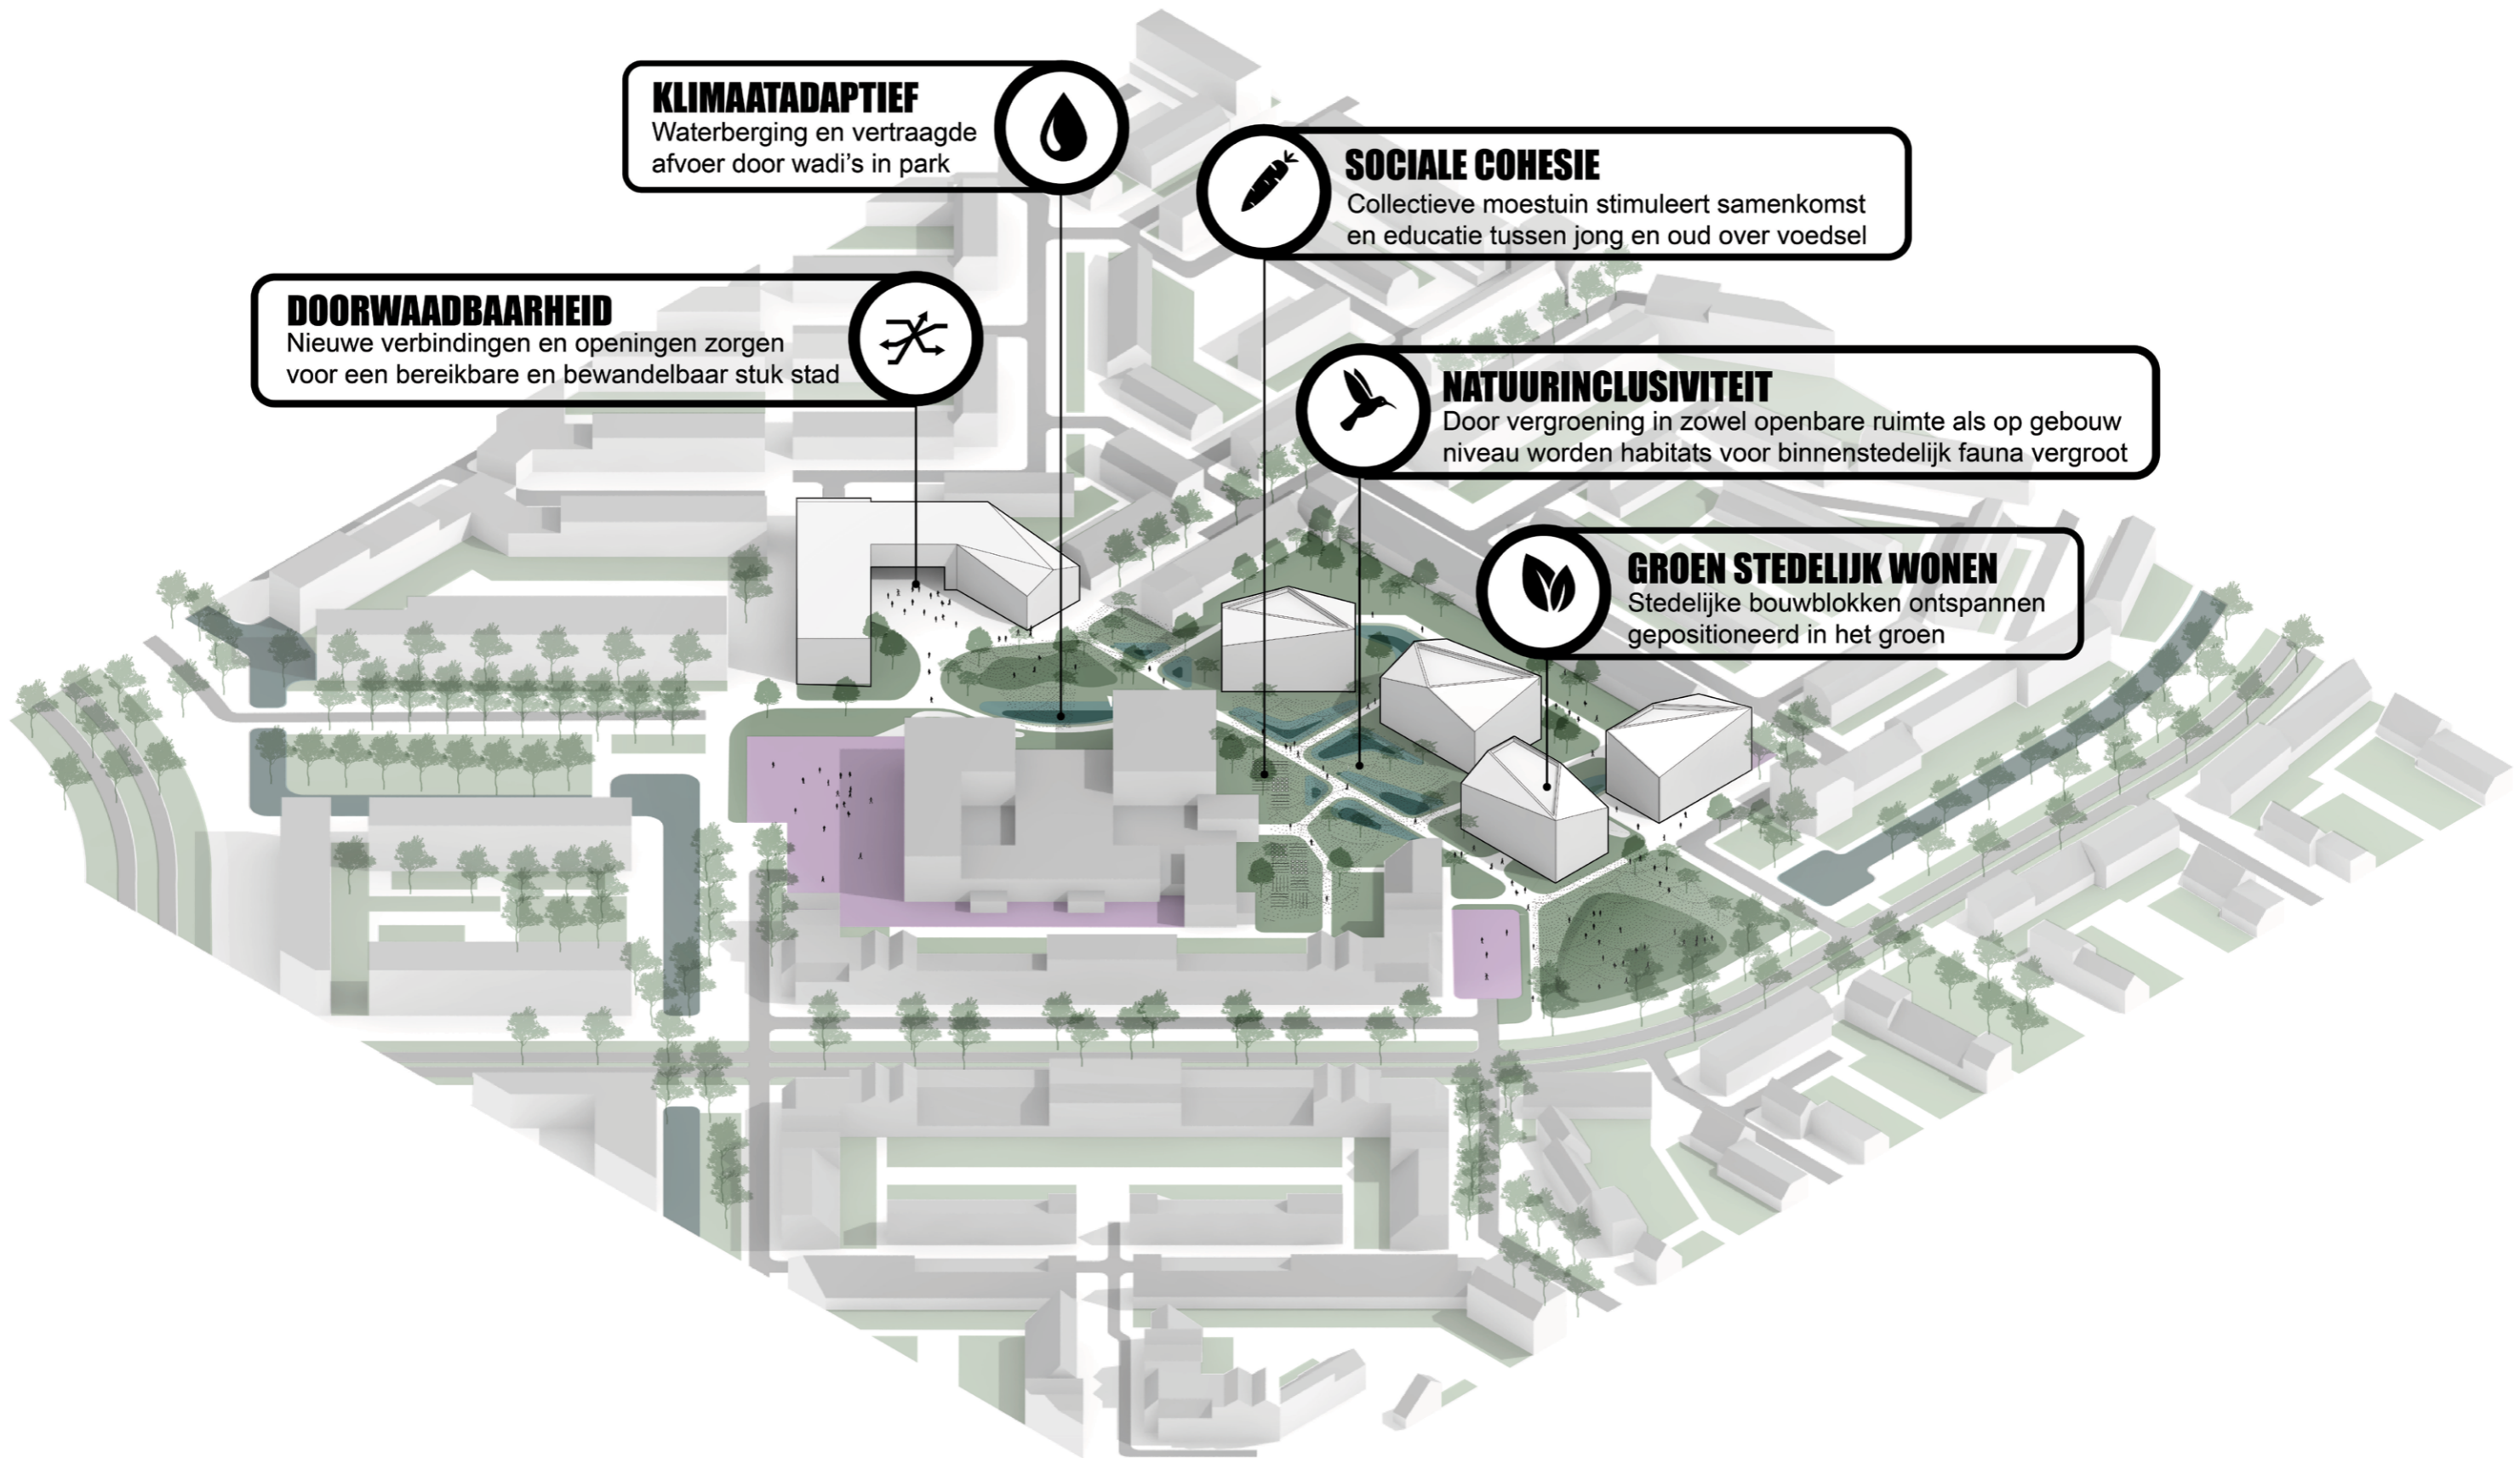 KLIMAATADAPTIEF
Waterberging en vertraagde
afvoer door wadi's in park
SOCIALE COHESIE
Collectieve moestuin stimuleert samenkomst
en educatie tussen jong en oud over voedsel
DOORWAADBAARHEID
Nieuwe verbindingen en openingen zorgen
voor een bereikbare en bewandelbaar stuk stad
NATUURINCLUSIVITEIT
Door vergroening in zowel openbare ruimte als op gebouw
niveau worden habitats voor binnenstedelijk fauna vergroot
GROEN STEDELIJK WONEN
Stedelijke bouwblokken ontspannen
gepositioneerd in het groen